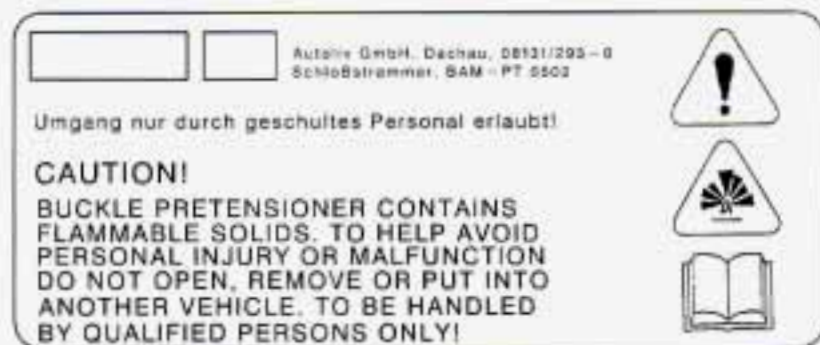 Autoliv GmbH, Dachau, 08131/295-0
Schloßstrammer, BAM-PT 0502
Umgang nur durch geschultes Personal erlaubt!
CAUTION!
BUCKLE PRETENSIONER CONTAINS
FLAMMABLE SOLIDS. TO HELP AVOID
PERSONAL INJURY OR MALFUNCTION
DO NOT OPEN, REMOVE OR PUT INTO
ANOTHER VEHICLE. TO BE HANDLED
BY QUALIFIED PERSONS ONLY!